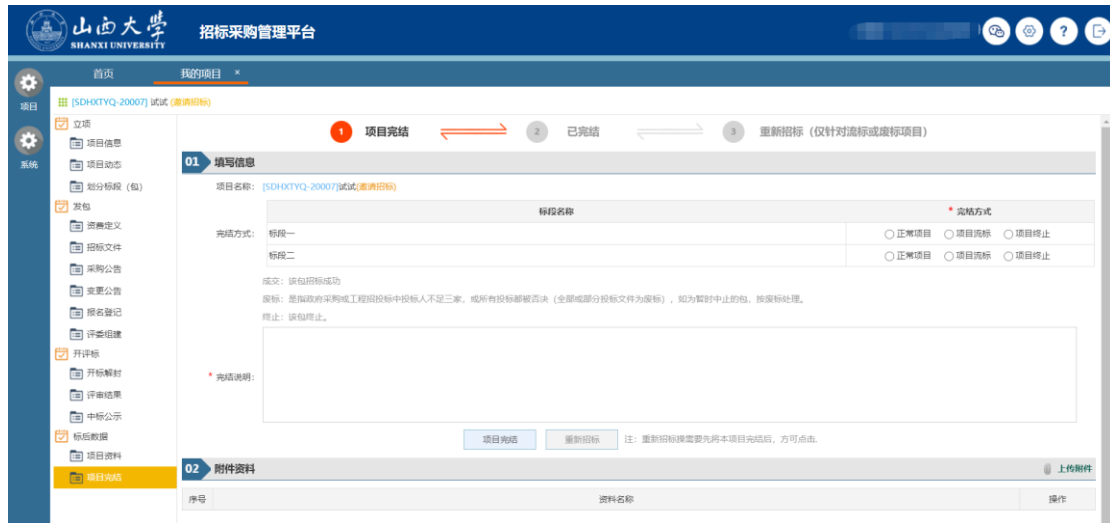 山西大學 招标采购管理平台
SHANXI UNIVERSITY
首页 我的项目 ×
项目
系统
[SDHXTYQ-20007] 试试 (邀请招标)
立项
项目信息
项目动态
划分标段（包）
发包
资费定义
招标文件
采购公告
变更公告
报名登记
评委组建
开评标
开标解封
评审结果
中标公示
标后数据
项目资料
项目完结
1 项目完结 2 已完结 3 重新招标（仅针对流标或废标项目）
01 填写信息
项目名称： [SDHXTYQ-20007]试试(邀请招标)
标段名称 * 完结方式
完结方式： 标段一 正常项目 项目流标 项目终止
标段二 正常项目 项目流标 项目终止
成交：该包招标成功
废标：是指政府采购或工程招投标中投标人不足三家，或所有投标都被否决（全部或部分投标文件为废标），如为暂时中止的包，按废标处理。
终止：该包终止。
* 完结说明：
项目完结 重新招标 注：重新招标操需要先将本项目完结后，方可点击.
02 附件资料 上传附件
序号 资料名称 操作